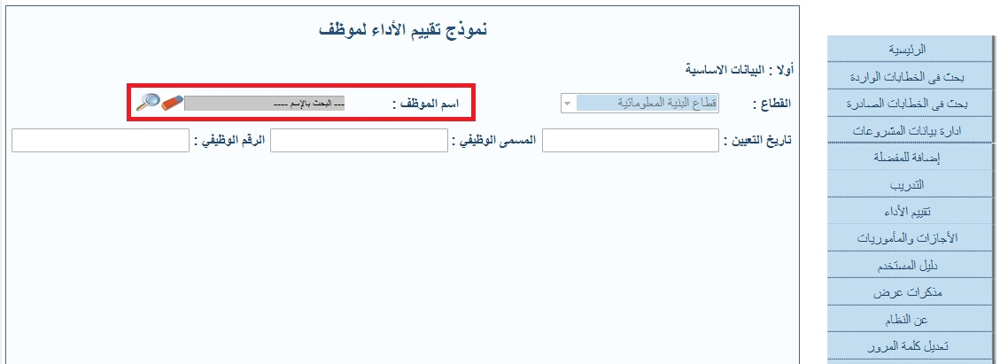 نموذج تقييم الأداء لموظف
أولا : البيانات الاساسية
القطاع : قطاع البنية المعلوماتية اسم الموظف : --- البحث بالإسم ----
تاريخ التعيين : المسمى الوظيفي : الرقم الوظيفي :
الرئيسية
بحث فى الخطابات الواردة
بحث فى الخطابات الصادرة
ادارة بيانات المشروعات
إضافة للمفضلة
التدريب
تقييم الأداء
الأجازات والمأموريات
دليل المستخدم
مذكرات عرض
عن النظام
تعديل كلمة المرور